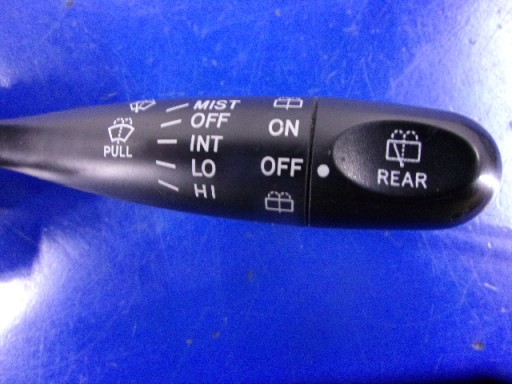 MIST
OFF
INT
LO
HI
PULL
ON
OFF
REAR